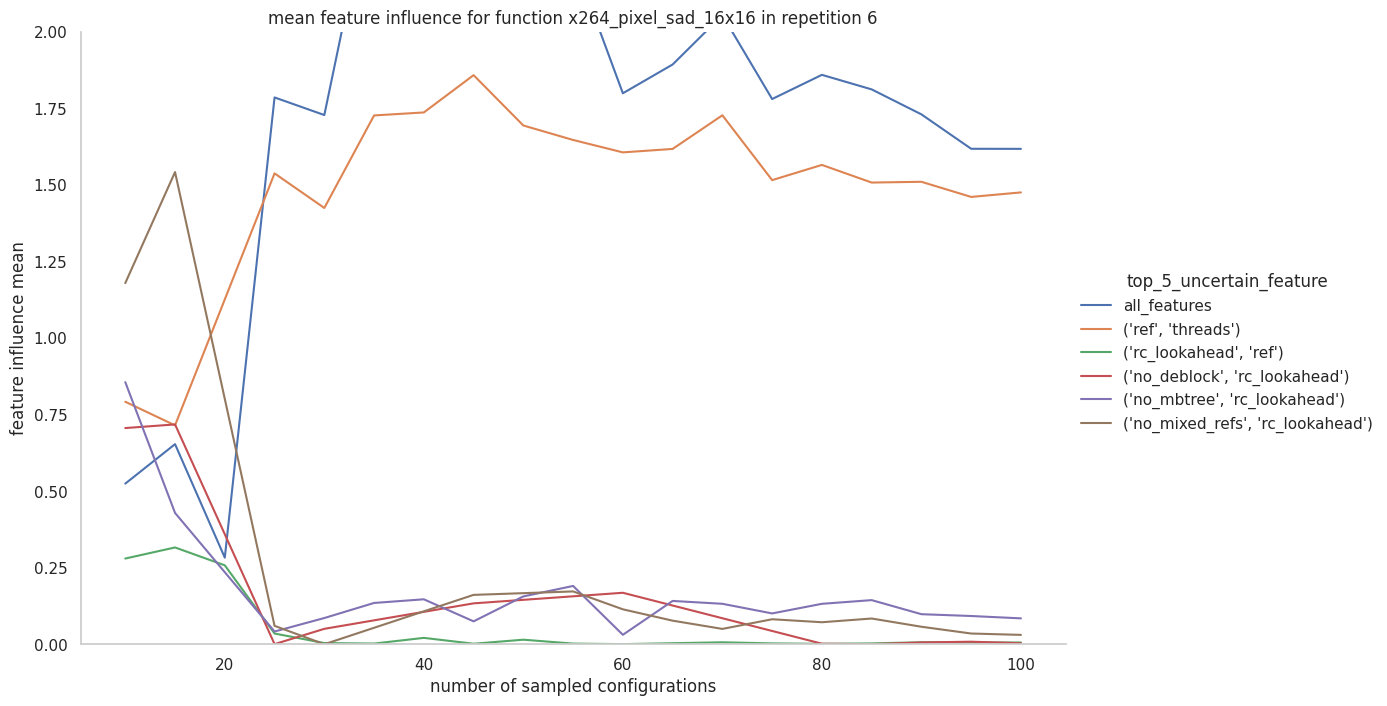 mean feature influence for function x264_pixel_sad_16x16 in repetition 6
feature influence mean
2.00
1.75
1.50
1.25
1.00
0.75
0.50
0.25
0.00
20
40
60
80
100
number of sampled configurations
top_5_uncertain_feature
all_features
('ref', 'threads')
('rc_lookahead', 'ref')
('no_deblock', 'rc_lookahead')
('no_mbtree', 'rc_lookahead')
('no_mixed_refs', 'rc_lookahead')